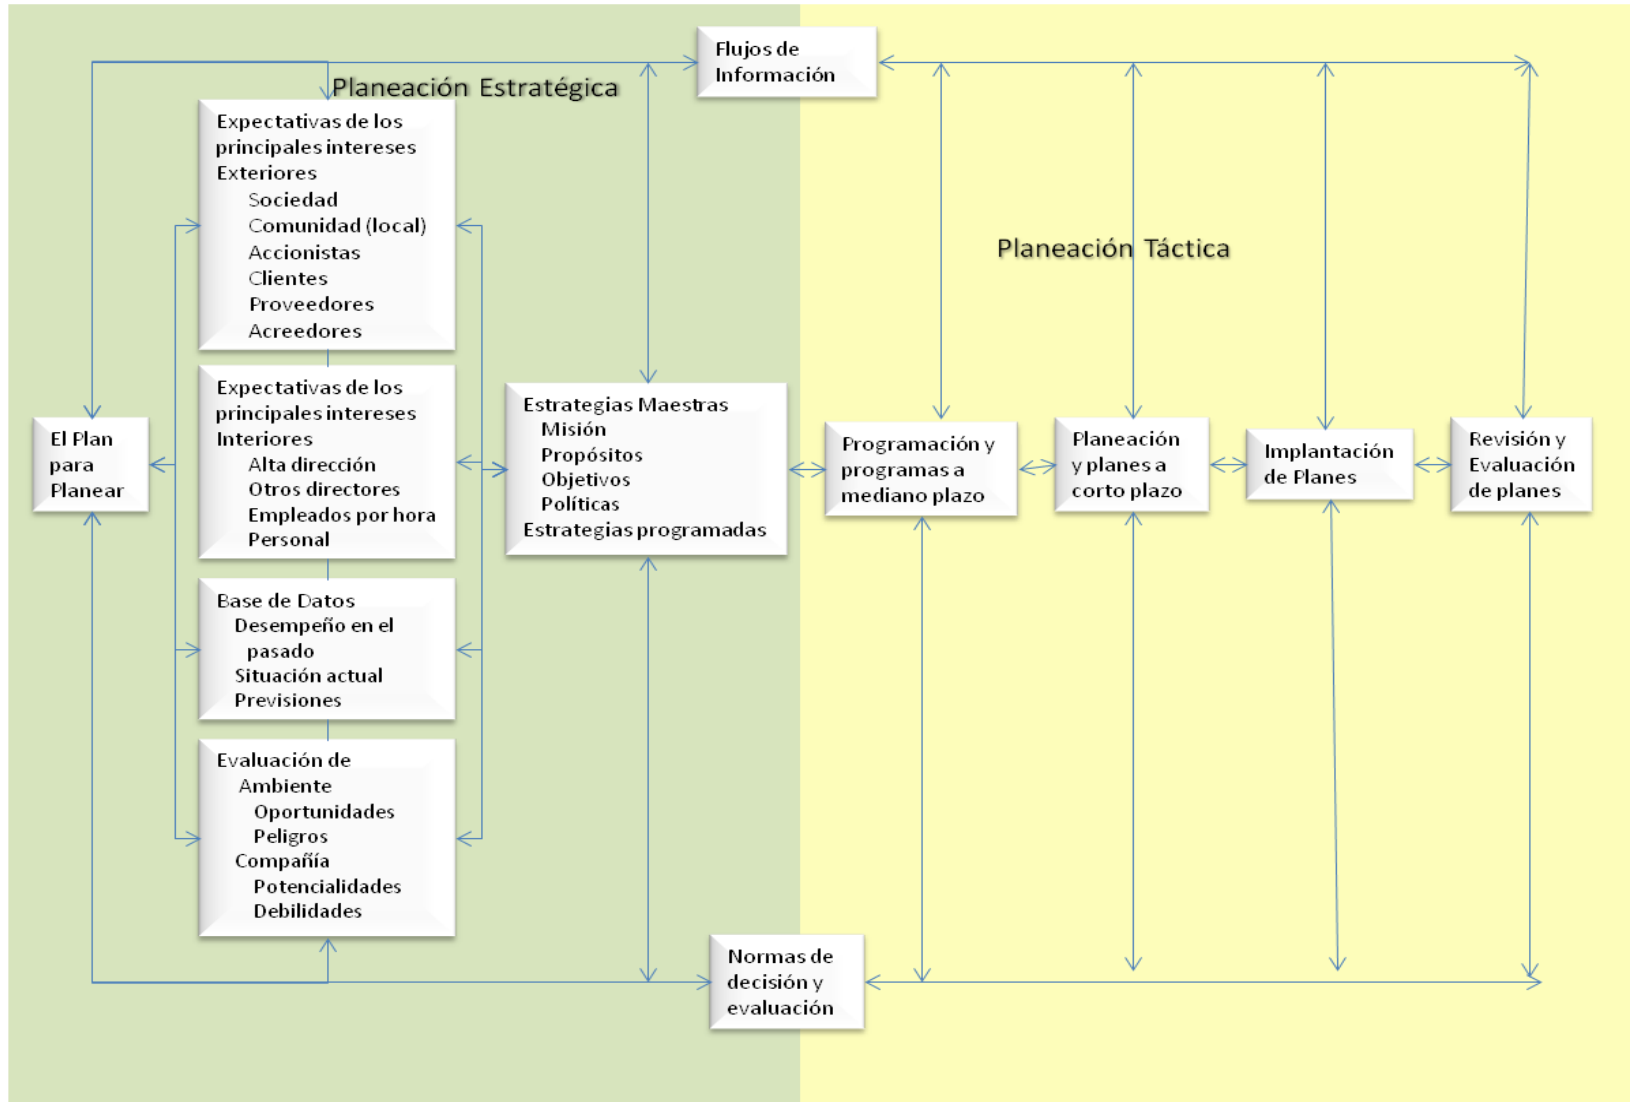 Flujos de
Información
Planeación Estratégica
Expectativas de los
principales intereses
Exteriores
Sociedad
Comunidad (local)
Accionistas
Clientes
Proveedores
Acreedores
Planeación Táctica
El Plan
para
Planear
Expectativas de los
principales intereses
Interiores
Alta dirección
Otros directores
Empleados por hora
Personal
Estrategias Maestras
Misión
Propósitos
Objetivos
Políticas
Estrategias programadas
Programación y
programas a
mediano plazo
Planeación
y planes a
corto plazo
Implantación
de Planes
Revisión y
Evaluación
de planes
Base de Datos
Desempeño en el
pasado
Situación actual
Previsiones
Evaluación de
Ambiente
Oportunidades
Peligros
Compañía
Potencialidades
Debilidades
Normas de
decisión y
evaluación